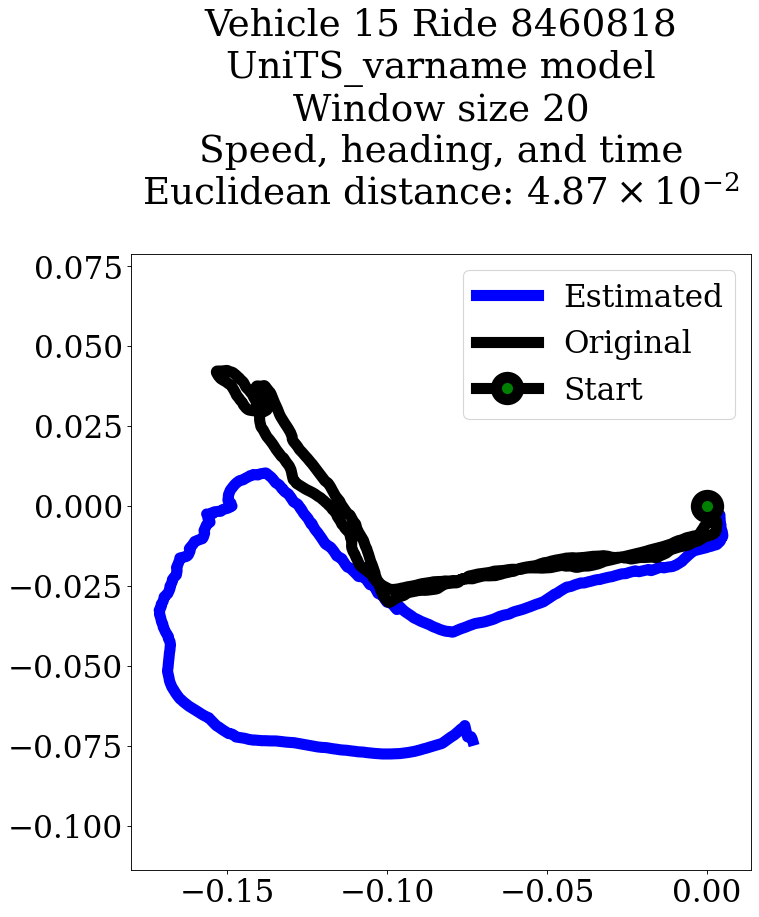 Vehicle 15 Ride 8460818
UniTS_varname model
Window size 20
Speed, heading, and time
Euclidean distance: 4.87 × 10⁻²
Estimated
Original
Start
0.075
0.050
0.025
0.000
−0.025
−0.050
−0.075
−0.100
−0.15 −0.10 −0.05 0.00